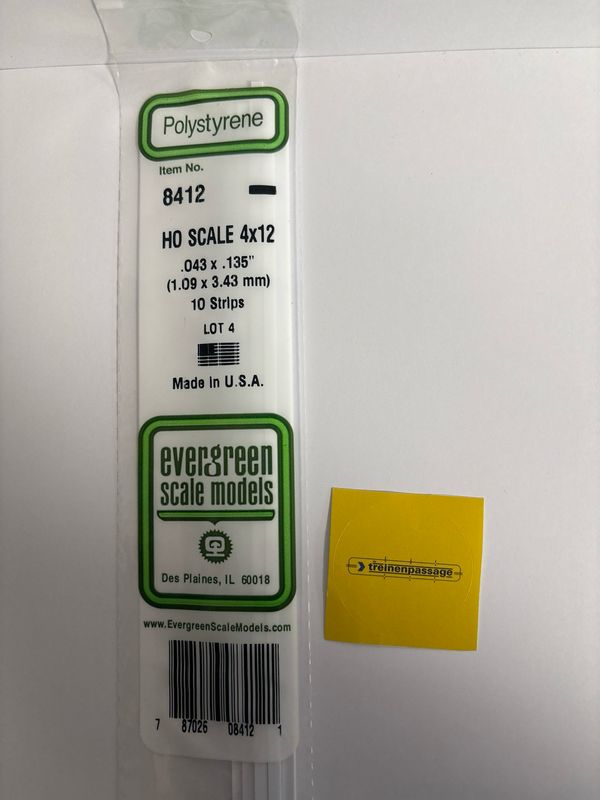 Polystyrene
Item No.
8412
HO SCALE 4x12
.043 x .135"
(1.09 x 3.43 mm)
10 Strips
LOT 4
Made in U.S.A.
evergreen
scale models
Des Plaines, IL 60018
www.EvergreenScaleModels.com
7 87026 08412 1
treinenpassage